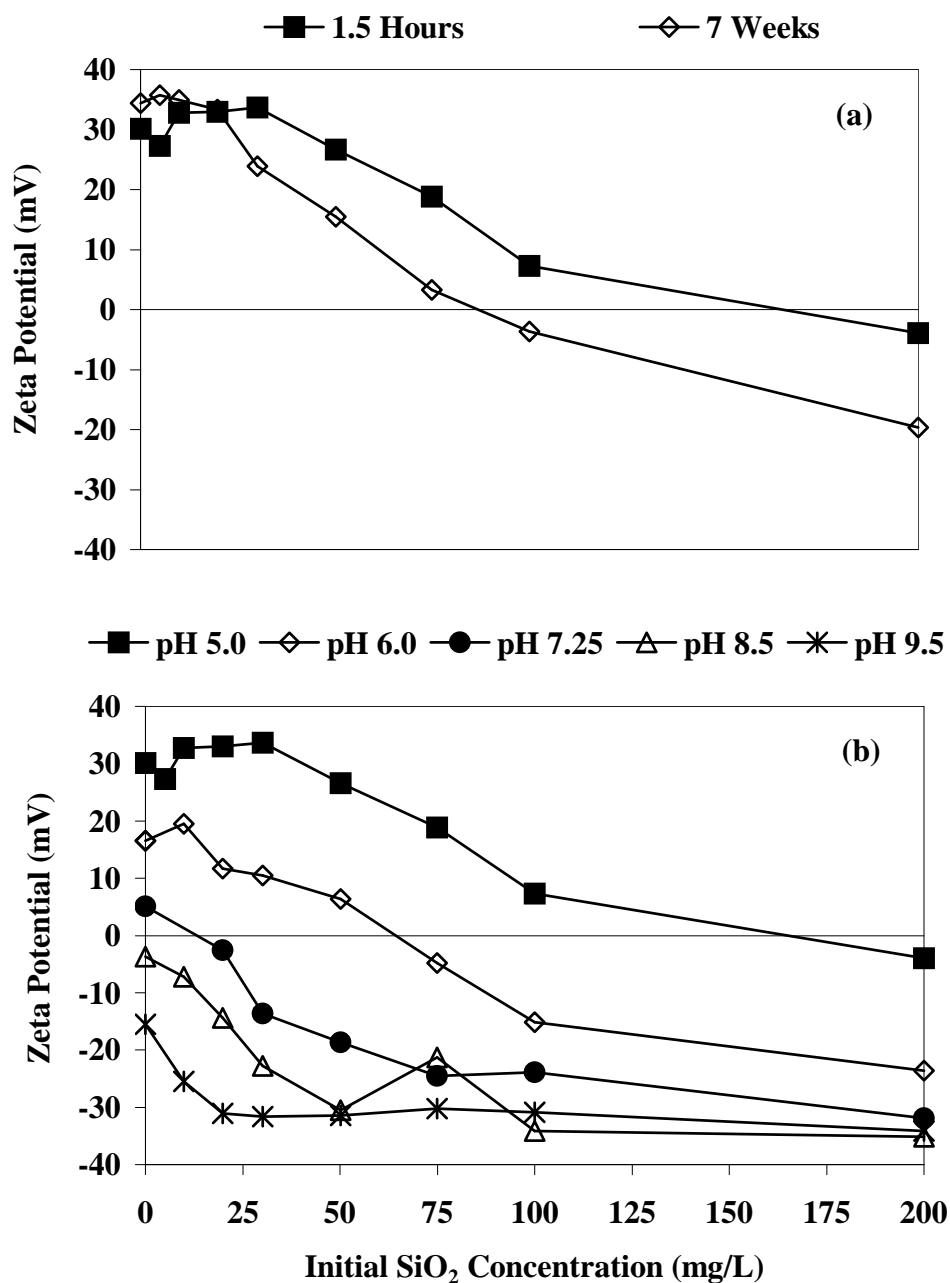 1.5 Hours 7 Weeks
40
30
20
10
0
-10
-20
-30
-40
Zeta Potential (mV)
(a)
pH 5.0 pH 6.0 pH 7.25 pH 8.5 pH 9.5
40
30
20
10
0
-10
-20
-30
-40
Zeta Potential (mV)
(b)
0 25 50 75 100 125 150 175 200
Initial SiO₂ Concentration (mg/L)